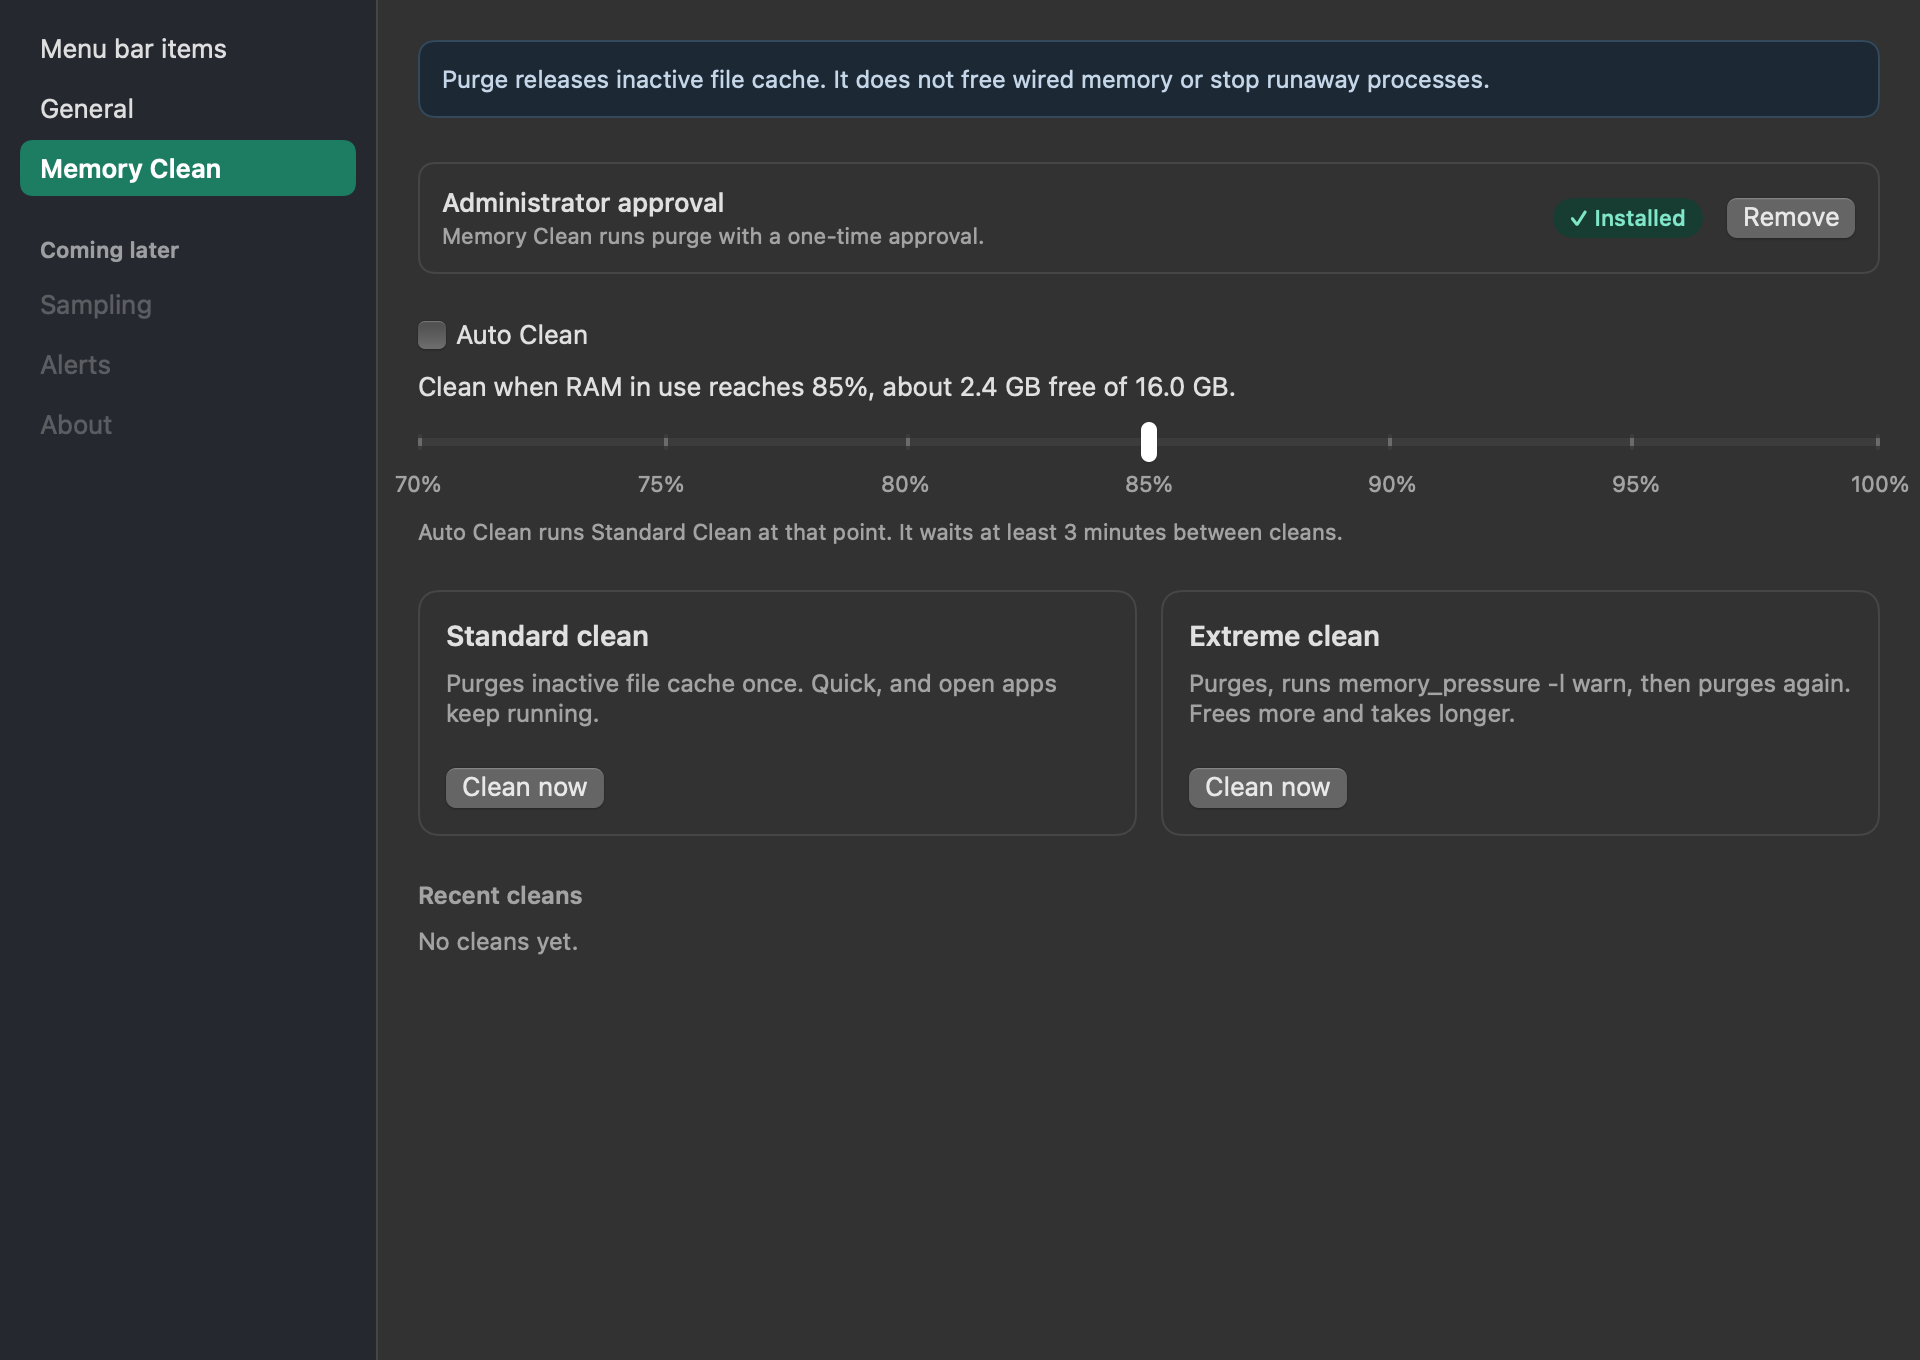 Menu bar items
General
Memory Clean
Coming later
Sampling
Alerts
About
Purge releases inactive file cache. It does not free wired memory or stop runaway processes.
Administrator approval
Memory Clean runs purge with a one-time approval.
✓ Installed
Remove
Auto Clean
Clean when RAM in use reaches 85%, about 2.4 GB free of 16.0 GB.
70% 75% 80% 85% 90% 95% 100%
Auto Clean runs Standard Clean at that point. It waits at least 3 minutes between cleans.
Standard clean
Purges inactive file cache once. Quick, and open apps
keep running.
Clean now
Extreme clean
Purges, runs memory_pressure -l warn, then purges again.
Frees more and takes longer.
Clean now
Recent cleans
No cleans yet.